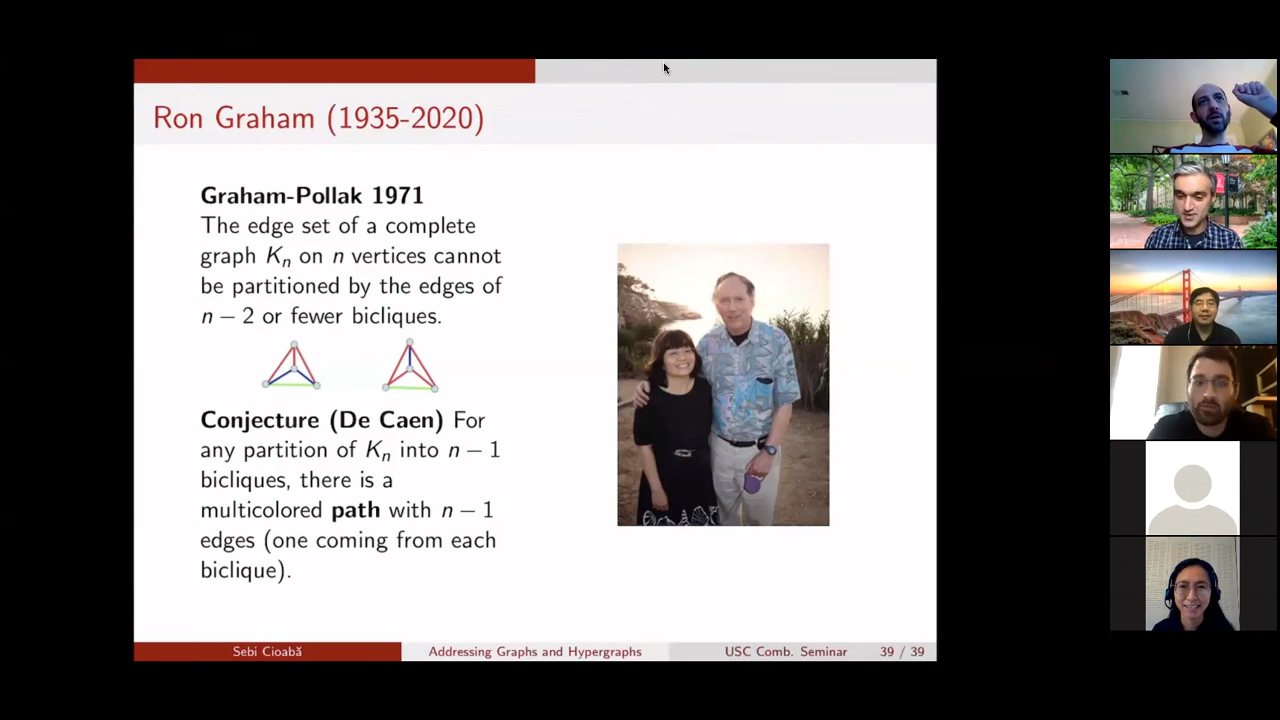 Ron Graham (1935-2020)
Graham-Pollak 1971
The edge set of a complete
graph Kn on n vertices cannot
be partitioned by the edges of
n − 2 or fewer bicliques.
Conjecture (De Caen) For
any partition of Kn into n − 1
bicliques, there is a
multicolored path with n − 1
edges (one coming from each
biclique).
Sebi Cioabă
Addressing Graphs and Hypergraphs
USC Comb. Seminar
39 / 39